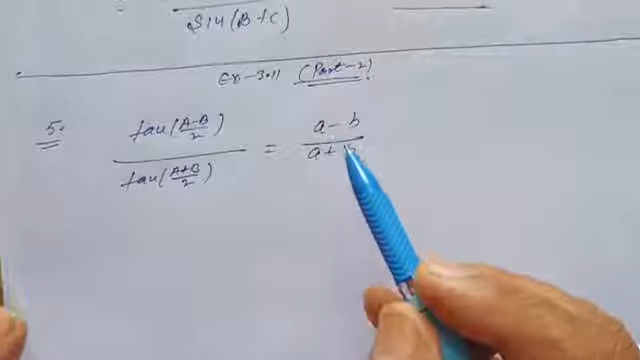 Sin(B+C)
Ex-3.11 (Part-2)
5. tan(A-B/2) / tan(A+B/2) = a-b / a+b